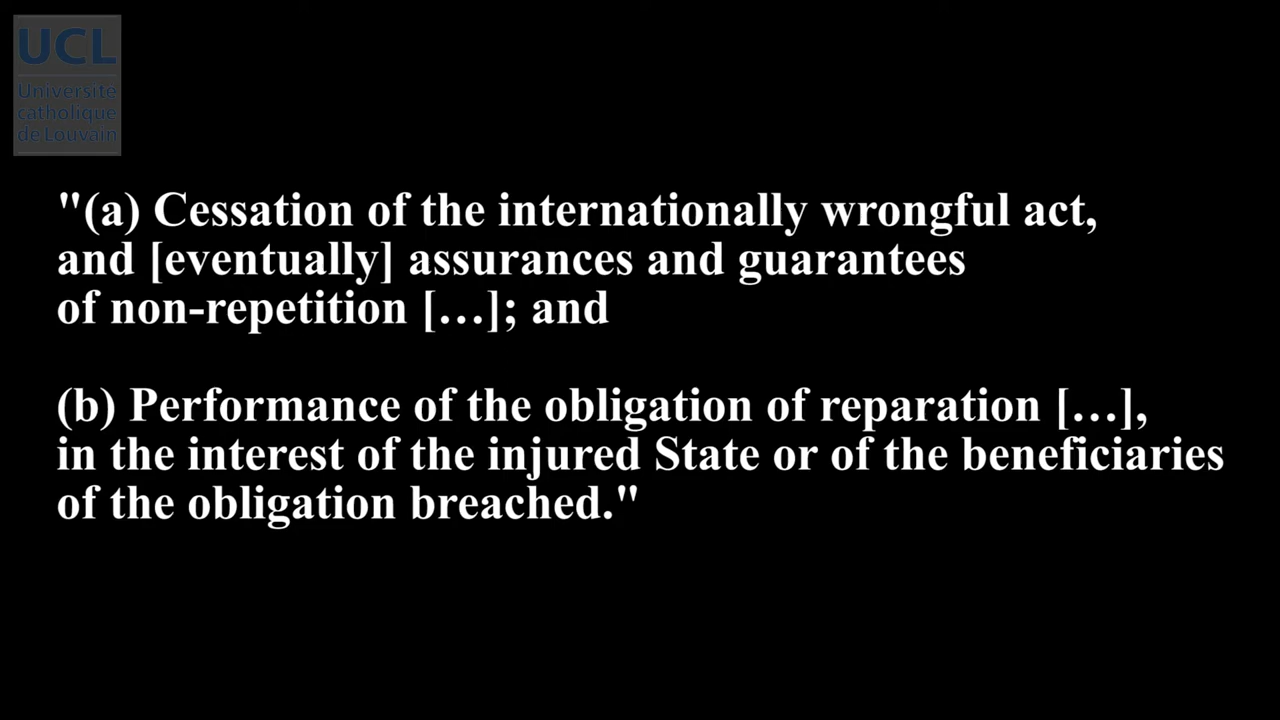 UCL
Université
catholique
de Louvain
"(a) Cessation of the internationally wrongful act,
and [eventually] assurances and guarantees
of non-repetition […]; and
(b) Performance of the obligation of reparation […],
in the interest of the injured State or of the beneficiaries
of the obligation breached."